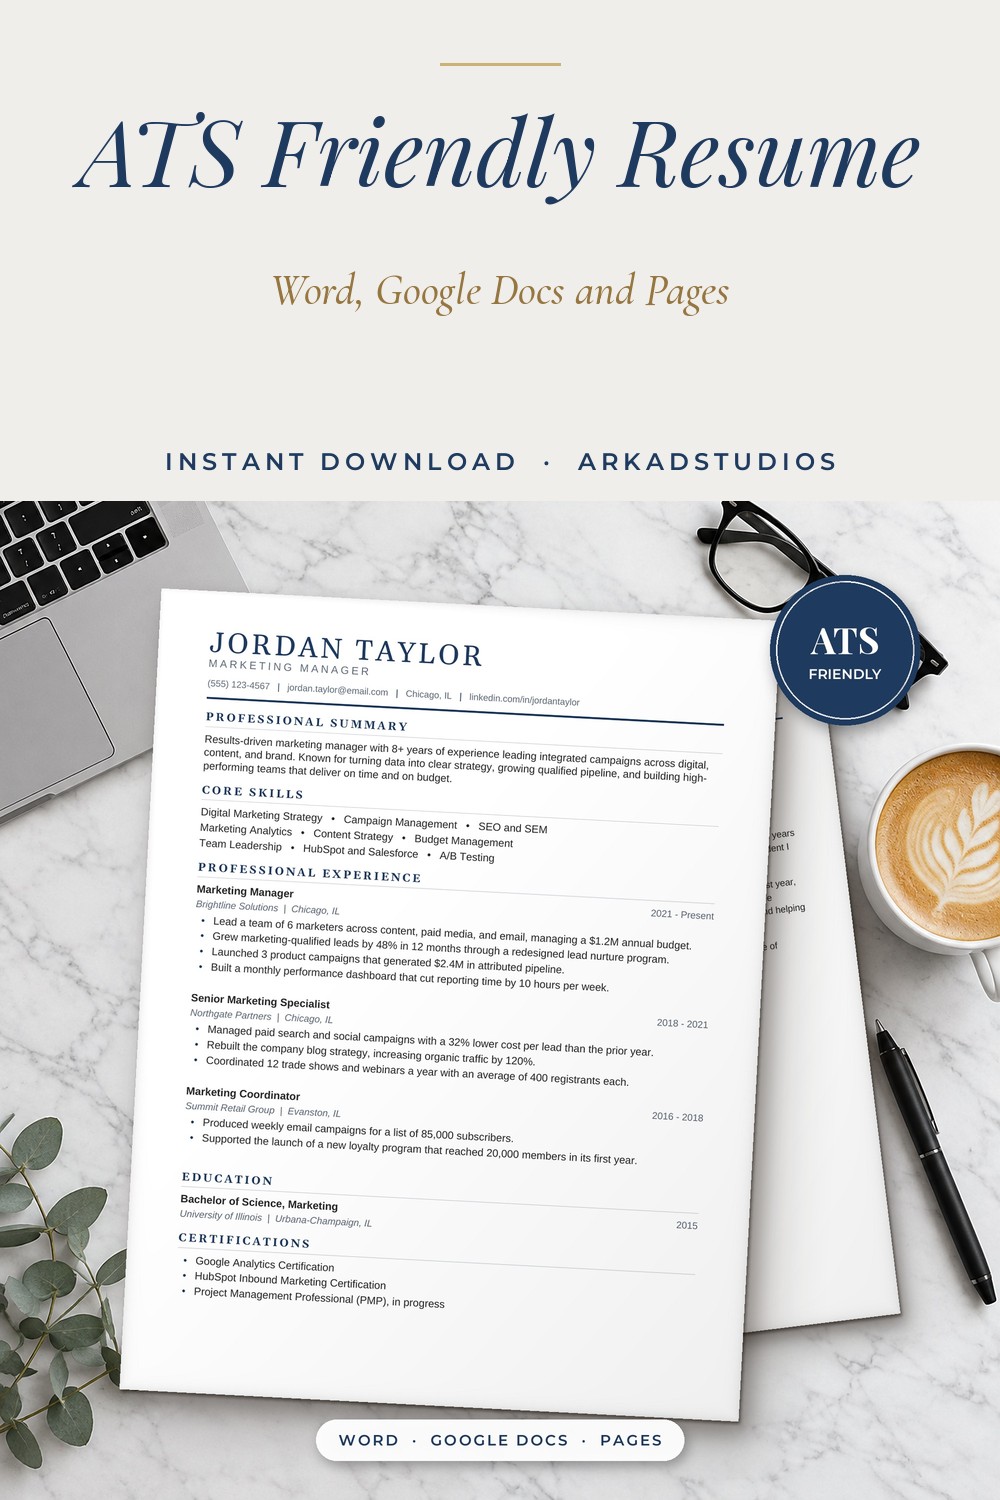 ATS Friendly Resume
Word, Google Docs and Pages
INSTANT DOWNLOAD · ARKADSTUDIOS
ATS
FRIENDLY
JORDAN TAYLOR
MARKETING MANAGER
(555) 123-4567 | jordan.taylor@email.com | Chicago, IL | linkedin.com/in/jordantaylor
PROFESSIONAL SUMMARY
Results-driven marketing manager with 8+ years of experience leading integrated campaigns across digital,
content, and brand. Known for turning data into clear strategy, growing qualified pipeline, and building high-
performing teams that deliver on time and on budget.
CORE SKILLS
Digital Marketing Strategy • Campaign Management • SEO and SEM
Marketing Analytics • Content Strategy • Budget Management
Team Leadership • HubSpot and Salesforce • A/B Testing
PROFESSIONAL EXPERIENCE
Marketing Manager
Brightline Solutions | Chicago, IL 2021 - Present
• Lead a team of 6 marketers across content, paid media, and email, managing a $1.2M annual budget.
• Grew marketing-qualified leads by 48% in 12 months through a redesigned lead nurture program.
• Launched 3 product campaigns that generated $2.4M in attributed pipeline.
• Built a monthly performance dashboard that cut reporting time by 10 hours per week.
Senior Marketing Specialist
Northgate Partners | Chicago, IL 2018 - 2021
• Managed paid search and social campaigns with a 32% lower cost per lead than the prior year.
• Rebuilt the company blog strategy, increasing organic traffic by 120%.
• Coordinated 12 trade shows and webinars a year with an average of 400 registrants each.
Marketing Coordinator
Summit Retail Group | Evanston, IL 2016 - 2018
• Produced weekly email campaigns for a list of 85,000 subscribers.
• Supported the launch of a new loyalty program that reached 20,000 members in its first year.
EDUCATION
Bachelor of Science, Marketing
University of Illinois | Urbana-Champaign, IL 2015
CERTIFICATIONS
• Google Analytics Certification
• HubSpot Inbound Marketing Certification
• Project Management Professional (PMP), in progress
years
I
year,
helping
of
WORD · GOOGLE DOCS · PAGES